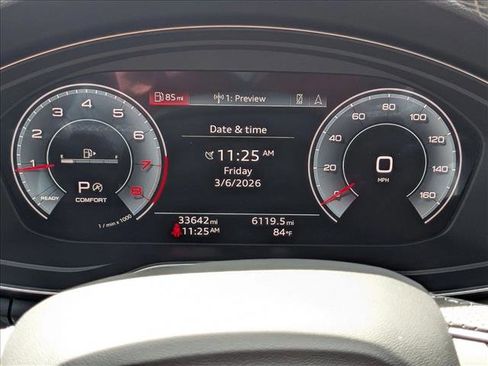 85 mi
1: Preview
Date & time
11:25 AM
Friday
3/6/2026
33642 mi 6119.5 mi
11:25 AM 84 °F
1 2 3 4 5 6 7 8
P
COMFORT
READY
1 / min x 1000
0
MPH
0 20 40 60 80 100 120 140 160